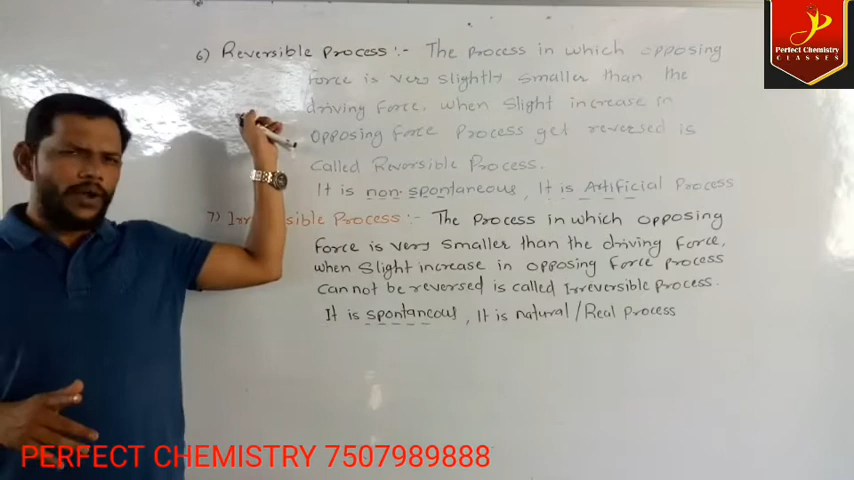 6) Reversible Process :- The Process in which opposing
Force is very slightly smaller than the
driving Force. when slight increase in
opposing Force Process get reversed is
Called Reversible Process.
It is non-spontaneous, It is Artificial Process
7) Irr sible Process :- The Process in which opposing
Force is very smaller than the driving Force.
when slight increase in opposing Force Process
Can not be reversed is called Irreversible Process.
It is spontaneous, It is natural/Real Process
Perfect Chemistry
CLASSES
PERFECT CHEMISTRY 7507989888